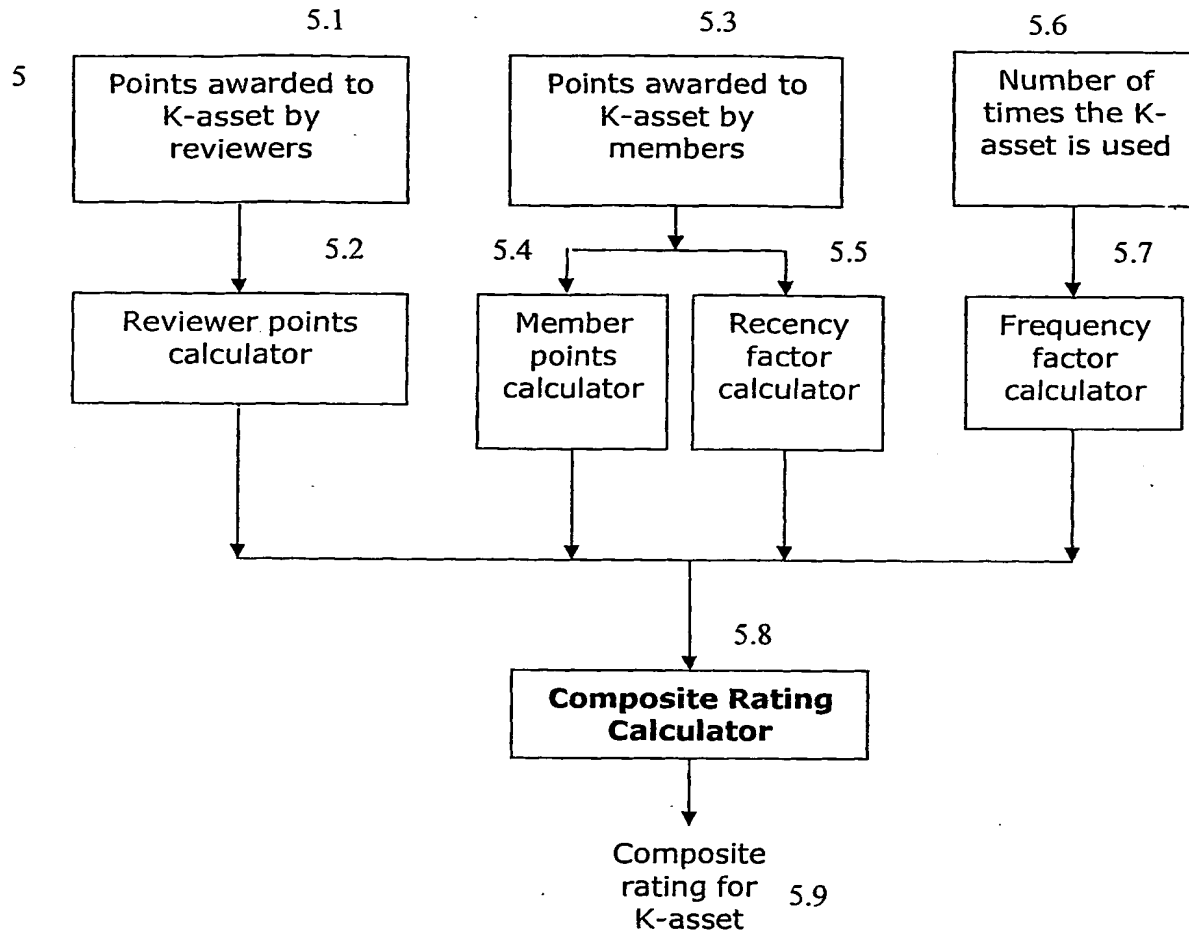 5.1
5.3
5.6
5
Points awarded to
K-asset by
reviewers
Points awarded to
K-asset by
members
Number of
times the K-
asset is used
5.2
5.4
5.5
5.7
Reviewer points
calculator
Member
points
calculator
Recency
factor
calculator
Frequency
factor
calculator
5.8
Composite Rating
Calculator
Composite
rating for
K-asset
5.9